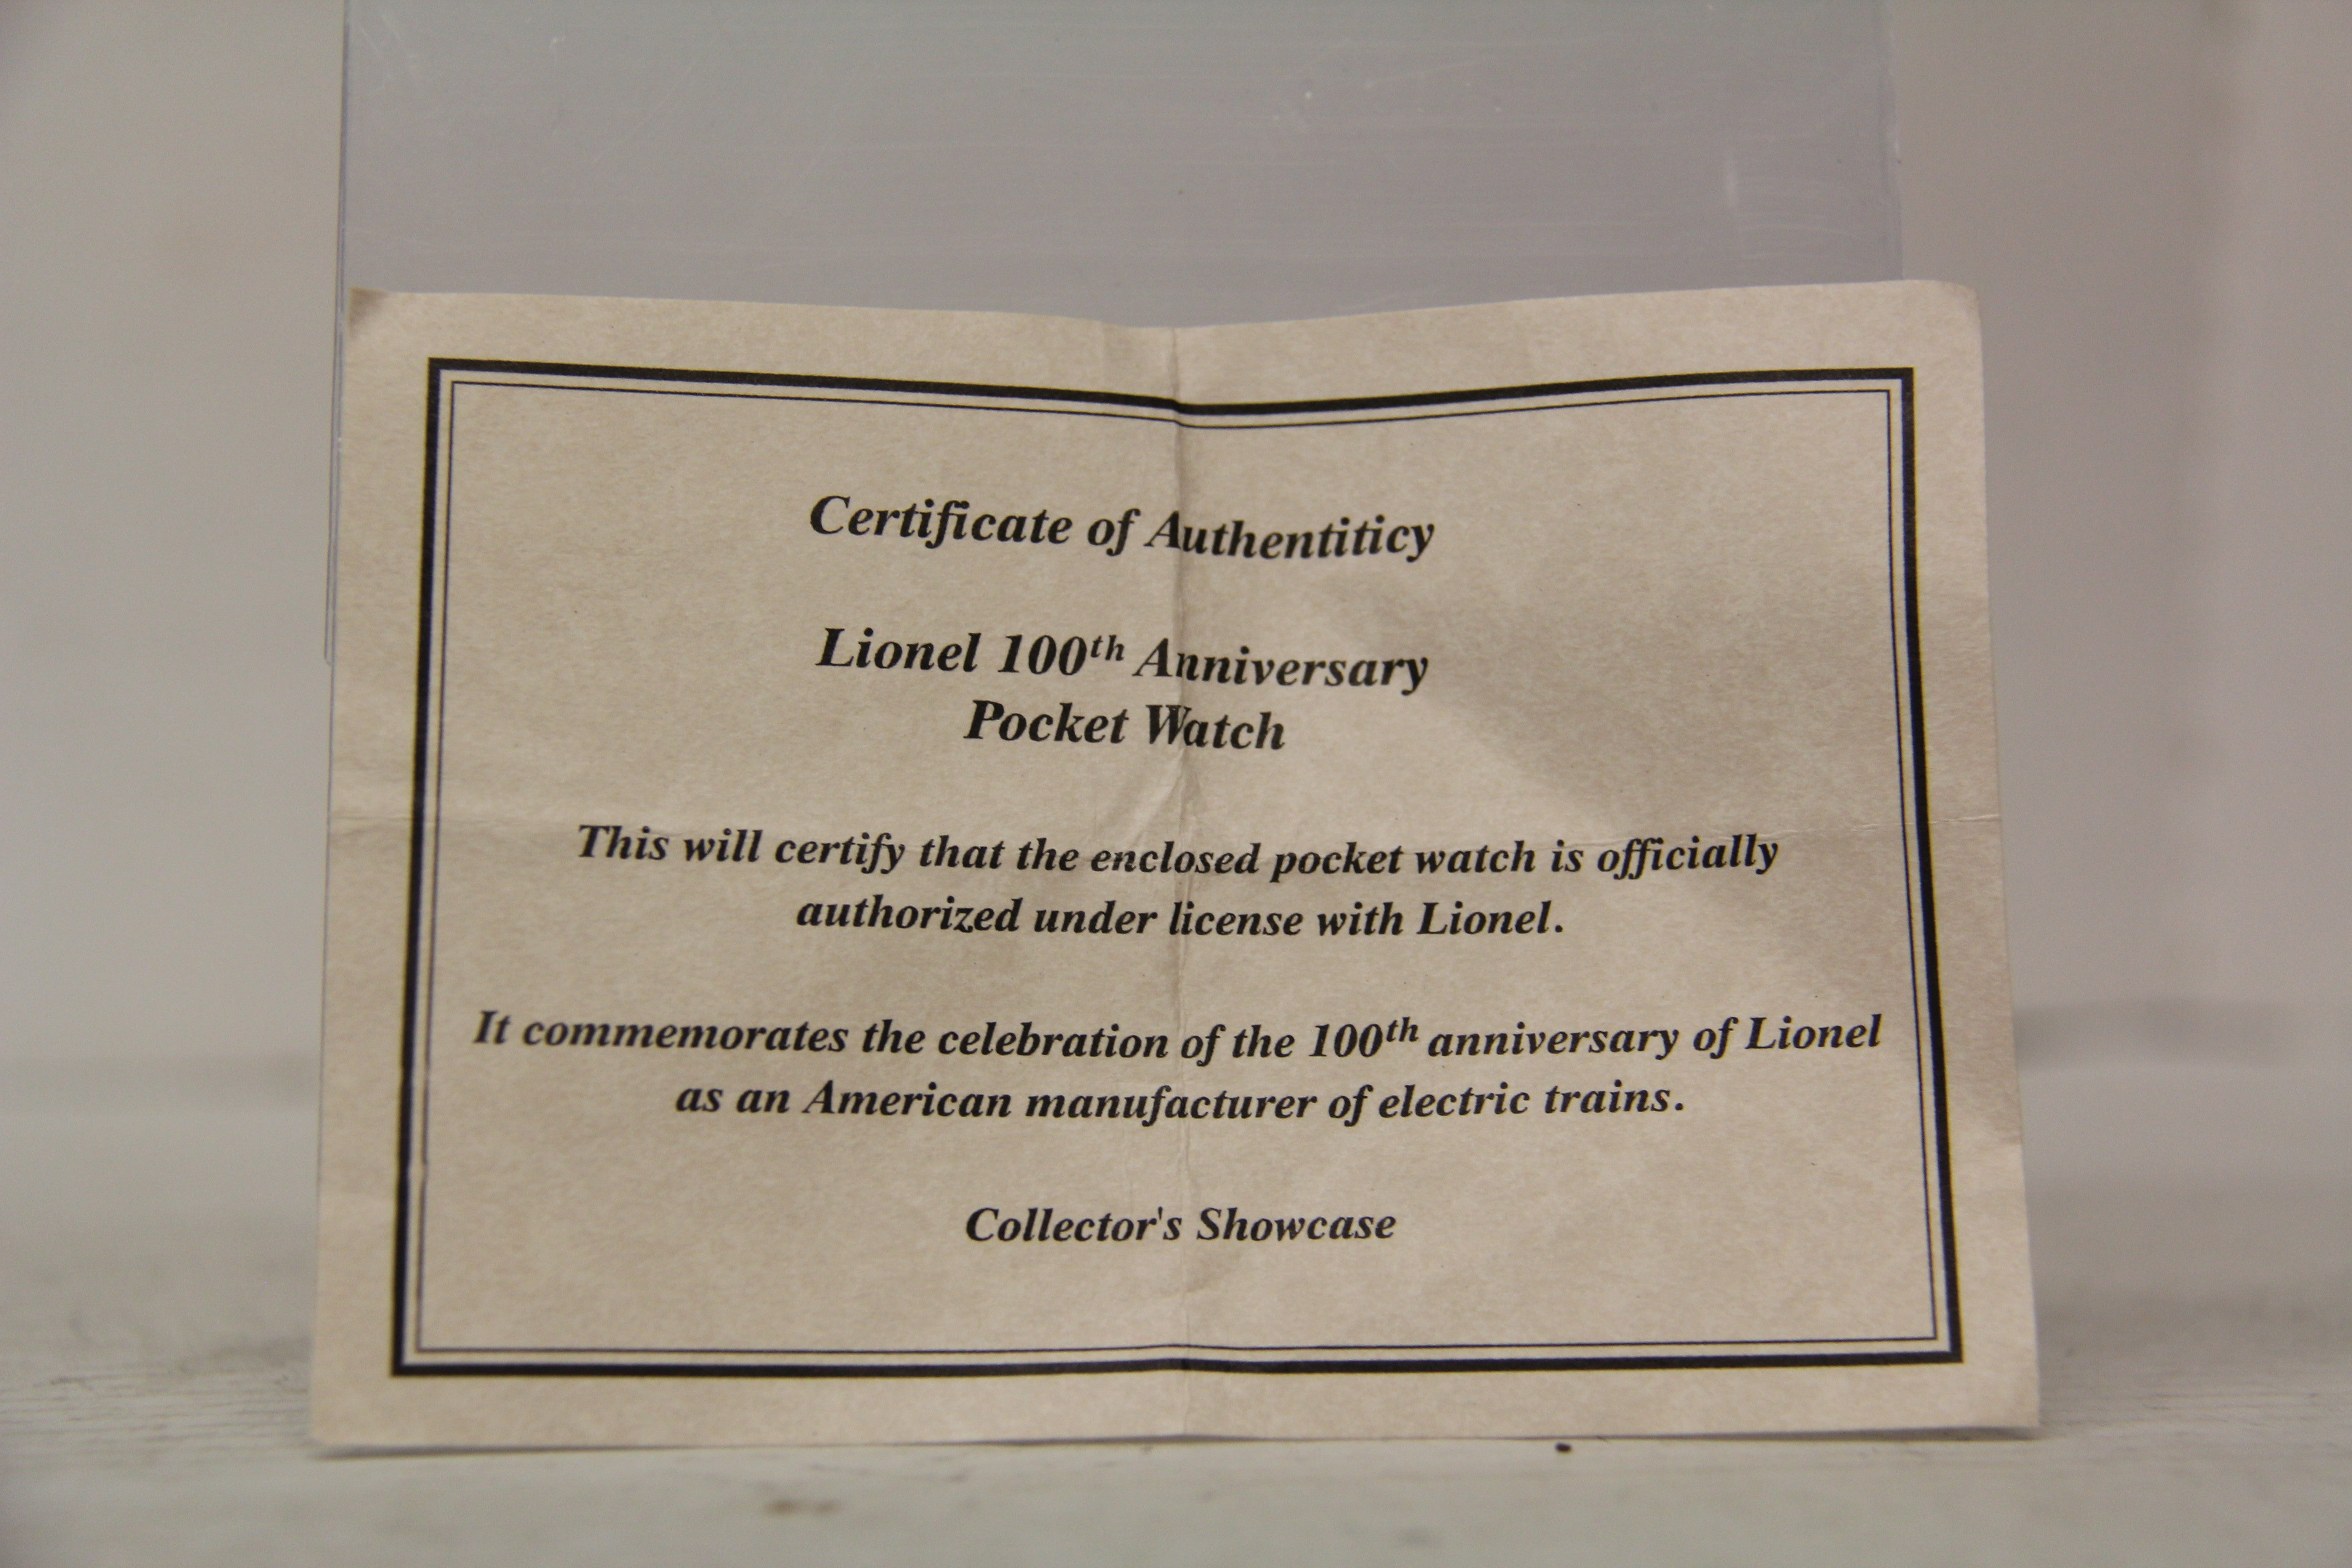 Certificate of Authentiticy
Lionel 100th Anniversary
Pocket Watch
This will certify that the enclosed pocket watch is officially
authorized under license with Lionel.
It commemorates the celebration of the 100th anniversary of Lionel
as an American manufacturer of electric trains.
Collector's Showcase